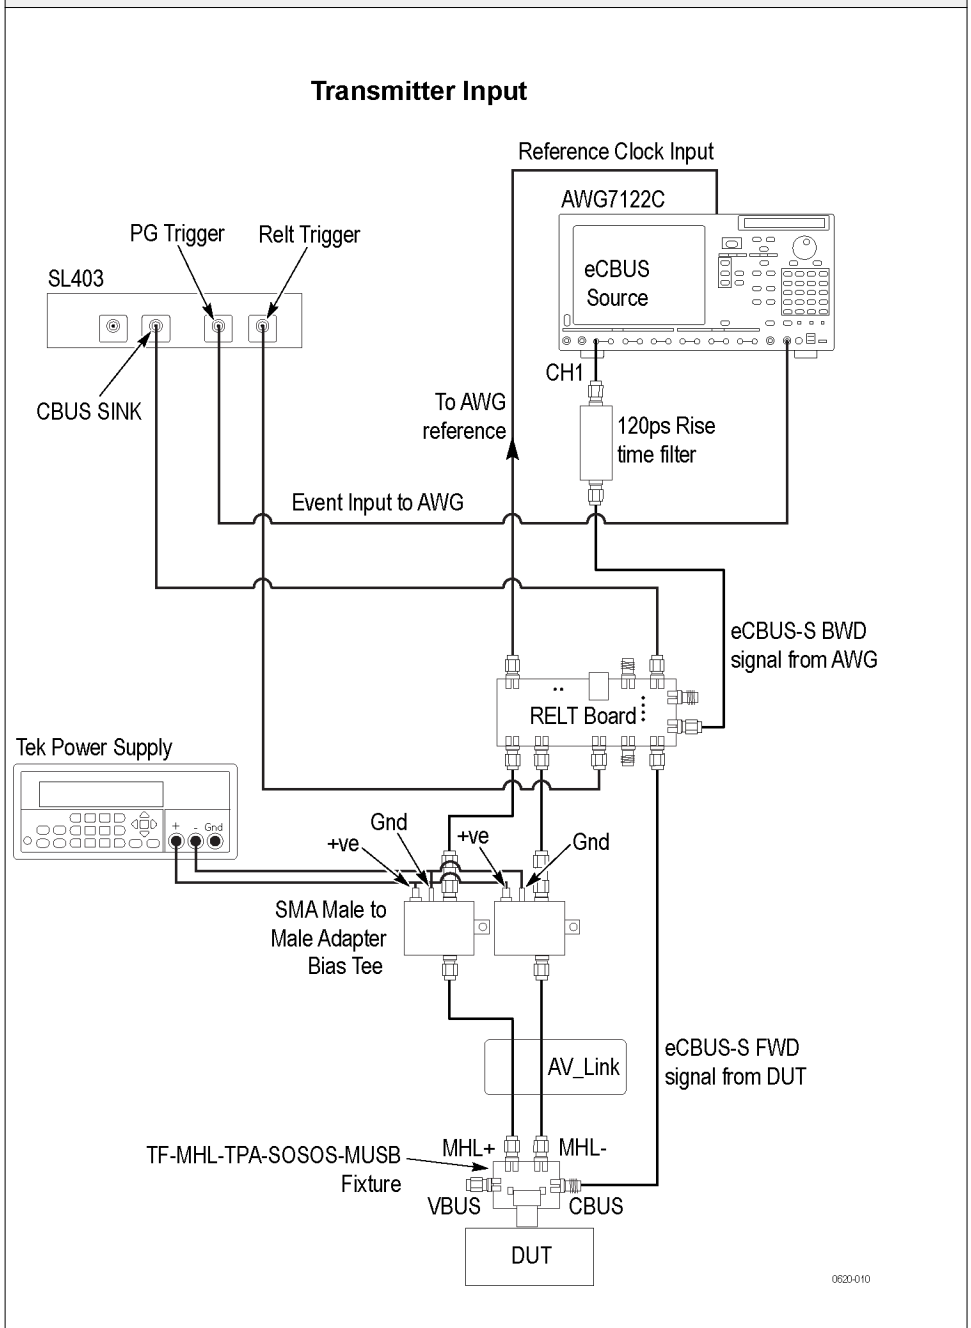 Transmitter Input
Reference Clock Input
AWG7122C
PG Trigger
Relt Trigger
SL403
eCBUS
Source
CH1
CBUS SINK
To AWG
reference
120ps Rise
time filter
Event Input to AWG
eCBUS-S BWD
signal from AWG
RELT Board
Tek Power Supply
+ - Gnd
Gnd
+ve
+ve
Gnd
SMA Male to
Male Adapter
Bias Tee
eCBUS-S FWD
signal from DUT
AV_Link
MHL+
MHL-
TF-MHL-TPA-SOSOS-MUSB
Fixture
VBUS
CBUS
DUT
0620-010